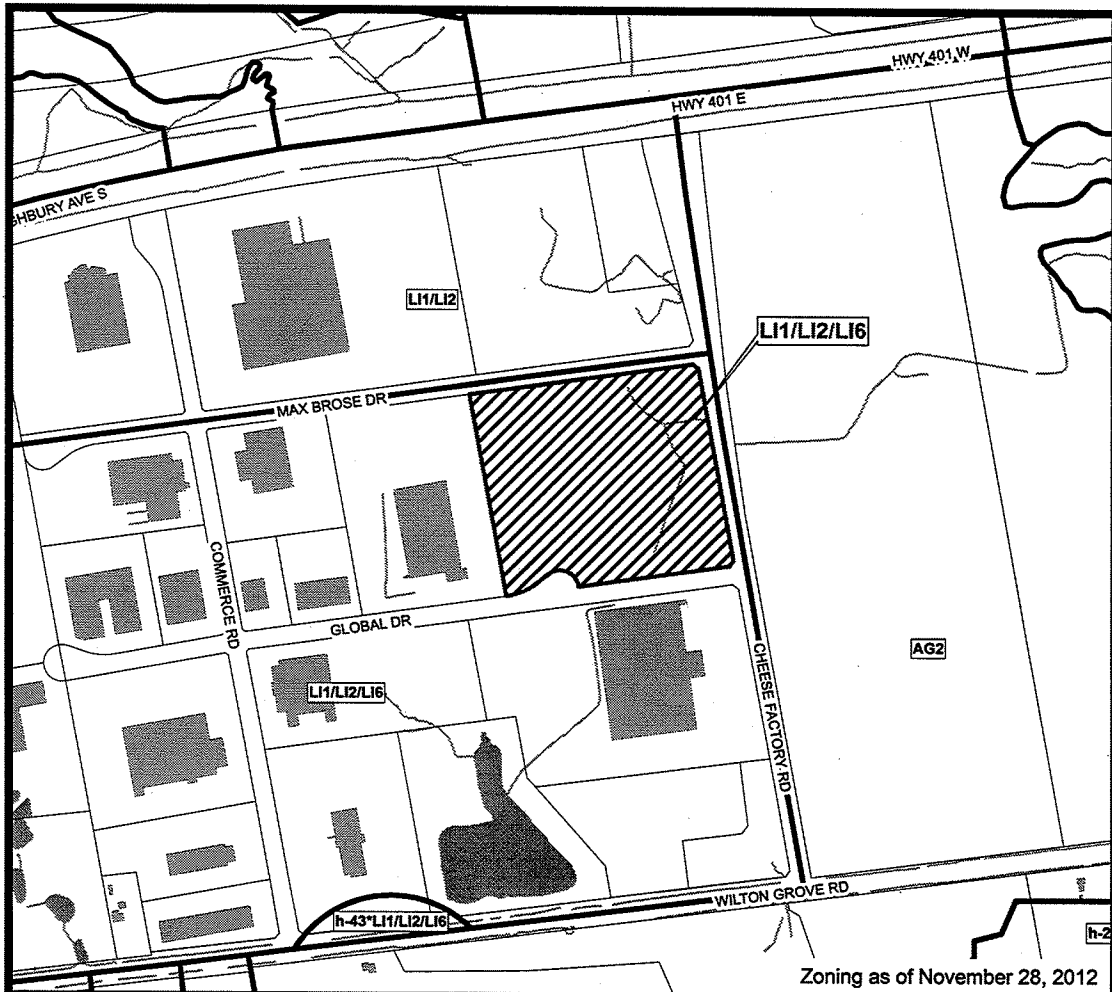 HWY 401 W
HWY 401 E
GHBURY AVE S
LI1/LI2
LI1/LI2/LI6
MAX BROSE DR
COMMERCE RD
GLOBAL DR
LI1/LI2/LI6
CHEESE FACTORY RD
AG2
WILTON GROVE RD
h-43*LI1/LI2/LI6
h-2
Zoning as of November 28, 2012